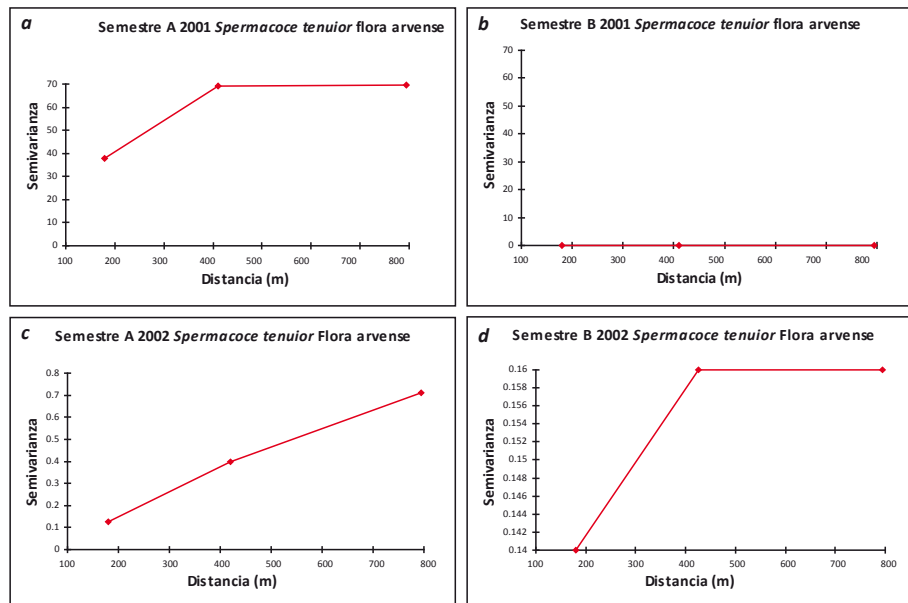 a
Semestre A 2001 Spermacoce tenuior flora arvense
Semivarianza
70
60
50
40
30
20
10
0
100 200 300 400 500 600 700 800
Distancia (m)
b
Semestre B 2001 Spermacoce tenuior flora arvense
Semivarianza
70
60
50
40
30
20
10
0
100 200 300 400 500 600 700 800
Distancia (m)
c
Semestre A 2002 Spermacoce tenuior Flora arvense
Semivarianza
0.8
0.7
0.6
0.5
0.4
0.3
0.2
0.1
0
100 200 300 400 500 600 700 800
Distancia (m)
d
Semestre B 2002 Spermacoce tenuior Flora arvense
Semivarianza
0.16
0.158
0.156
0.154
0.152
0.15
0.148
0.146
0.144
0.142
0.14
100 200 300 400 500 600 700 800
Distancia (m)